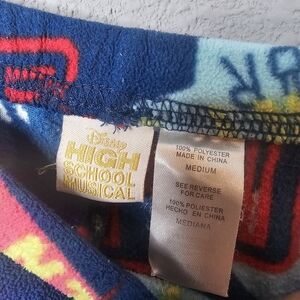 Disney
HIGH
SCHOOL
MUSICAL
100% POLYESTER
MADE IN CHINA
MEDIUM
SEE REVERSE
FOR CARE
100% POLIESTER
HECHO EN CHINA
MEDIANA